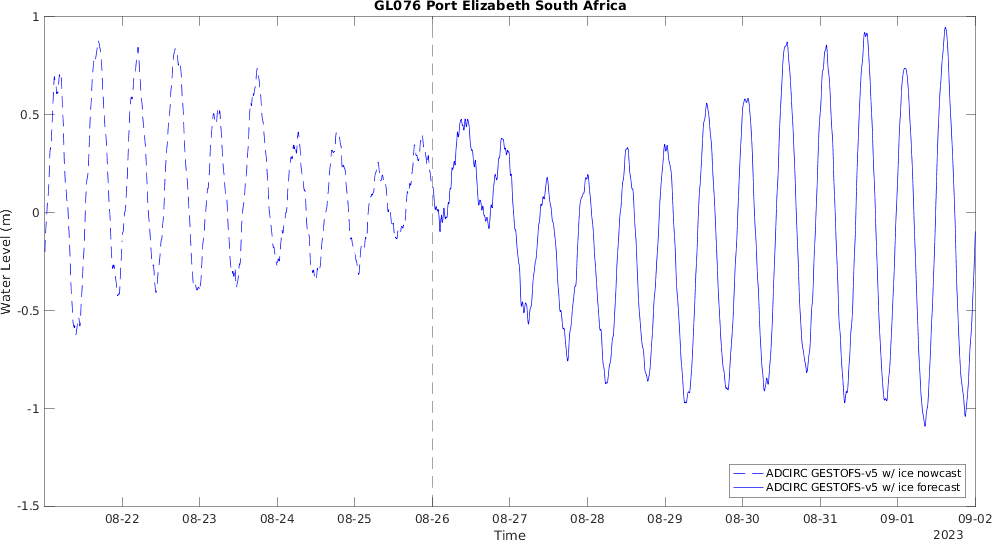 GL076 Port Elizabeth South Africa
Water Level (m)
1
0.5
0
-0.5
-1
-1.5
ADCIRC GESTOFS-v5 w/ ice nowcast
ADCIRC GESTOFS-v5 w/ ice forecast
08-22 08-23 08-24 08-25 08-26 08-27 08-28 08-29 08-30 08-31 09-01 09-02
Time
2023